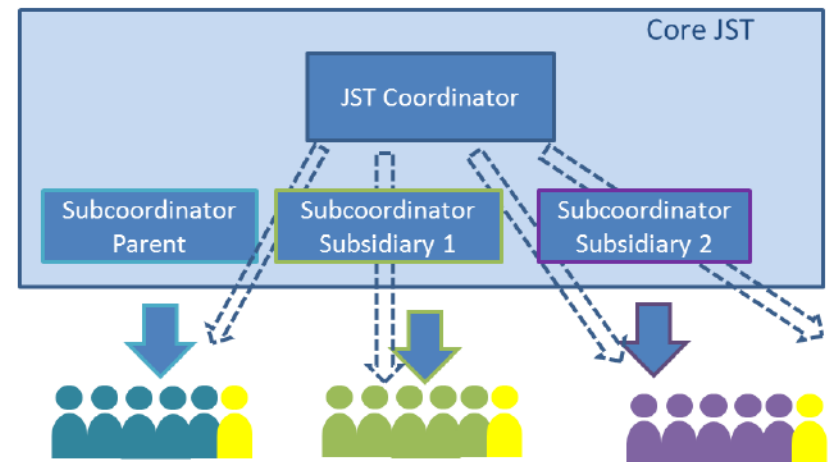 Core JST
JST Coordinator
Subcoordinator
Parent
Subcoordinator
Subsidiary 1
Subcoordinator
Subsidiary 2